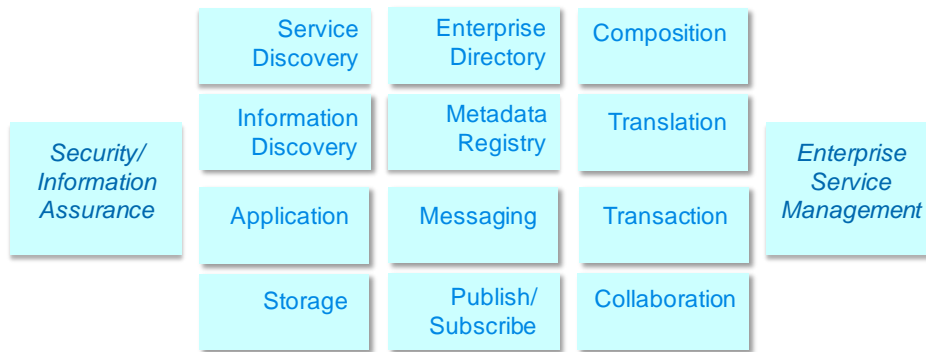 Service
Discovery
Enterprise
Directory
Composition
Information
Discovery
Metadata
Registry
Translation
Security/
Information
Assurance
Enterprise
Service
Management
Application
Messaging
Transaction
Storage
Publish/
Subscribe
Collaboration